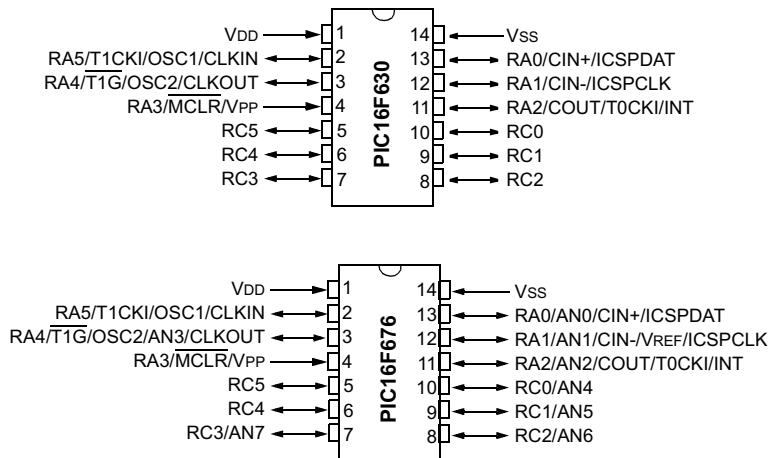 VDD 1 14 VSS
RA5/T1CKI/OSC1/CLKIN 2 13 RA0/CIN+/ICSPDAT
RA4/T1G/OSC2/CLKOUT 3 12 RA1/CIN-/ICSPCLK
RA3/MCLR/VPP 4 11 RA2/COUT/T0CKI/INT
RC5 5 10 RC0
RC4 6 9 RC1
RC3 7 8 RC2
PIC16F630
VDD 1 14 VSS
RA5/T1CKI/OSC1/CLKIN 2 13 RA0/AN0/CIN+/ICSPDAT
RA4/T1G/OSC2/AN3/CLKOUT 3 12 RA1/AN1/CIN-/VREF/ICSPCLK
RA3/MCLR/VPP 4 11 RA2/AN2/COUT/T0CKI/INT
RC5 5 10 RC0/AN4
RC4 6 9 RC1/AN5
RC3/AN7 7 8 RC2/AN6
PIC16F676